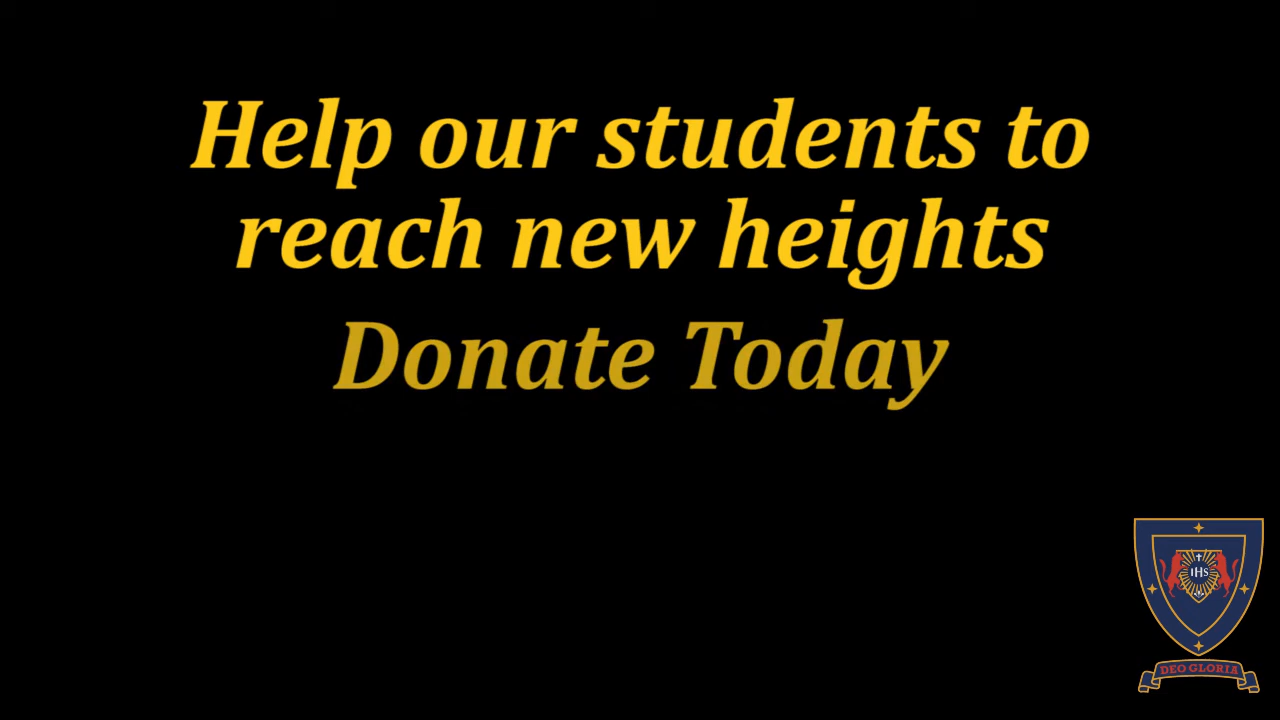 Help our students to
reach new heights
Donate Today
IHS
DEO GLORIA